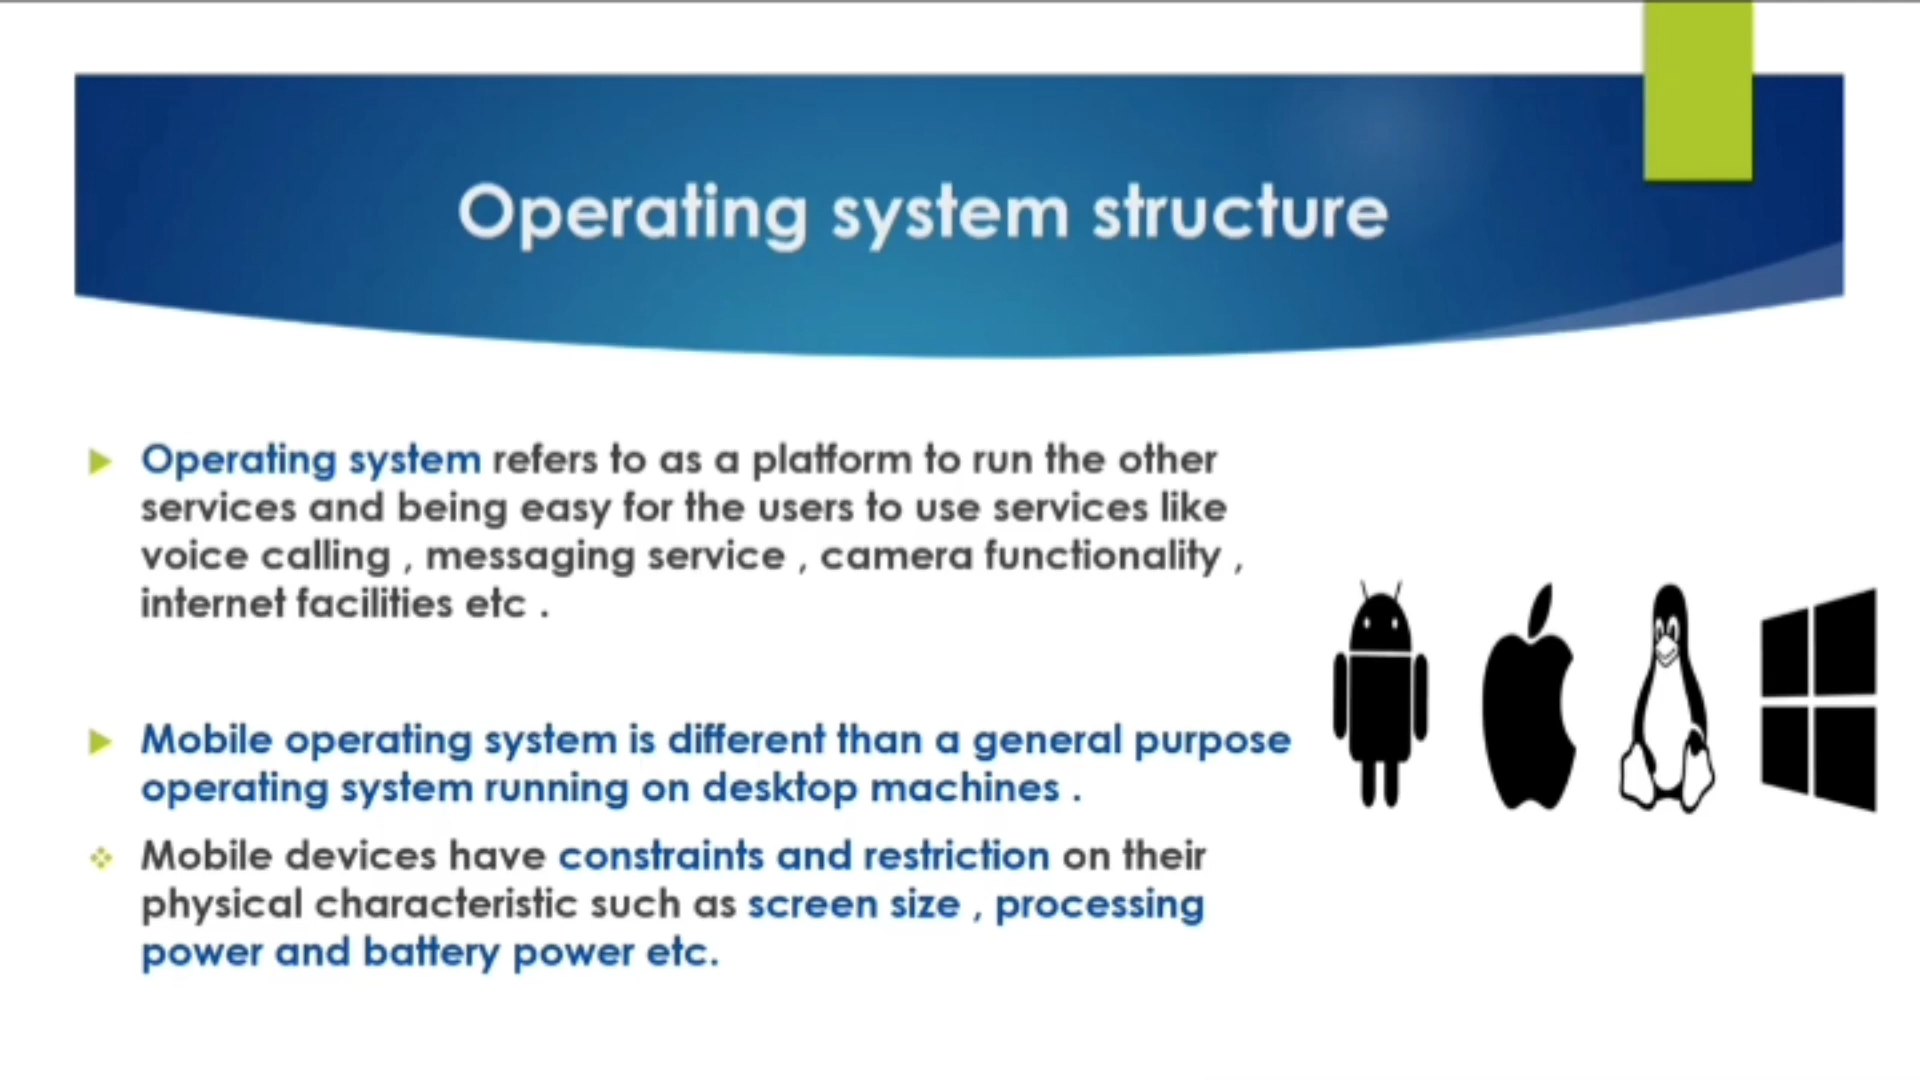 Operating system structure
Operating system refers to as a platform to run the other
services and being easy for the users to use services like
voice calling , messaging service , camera functionality ,
internet facilities etc .
Mobile operating system is different than a general purpose
operating system running on desktop machines .
Mobile devices have constraints and restriction on their
physical characteristic such as screen size , processing
power and battery power etc.